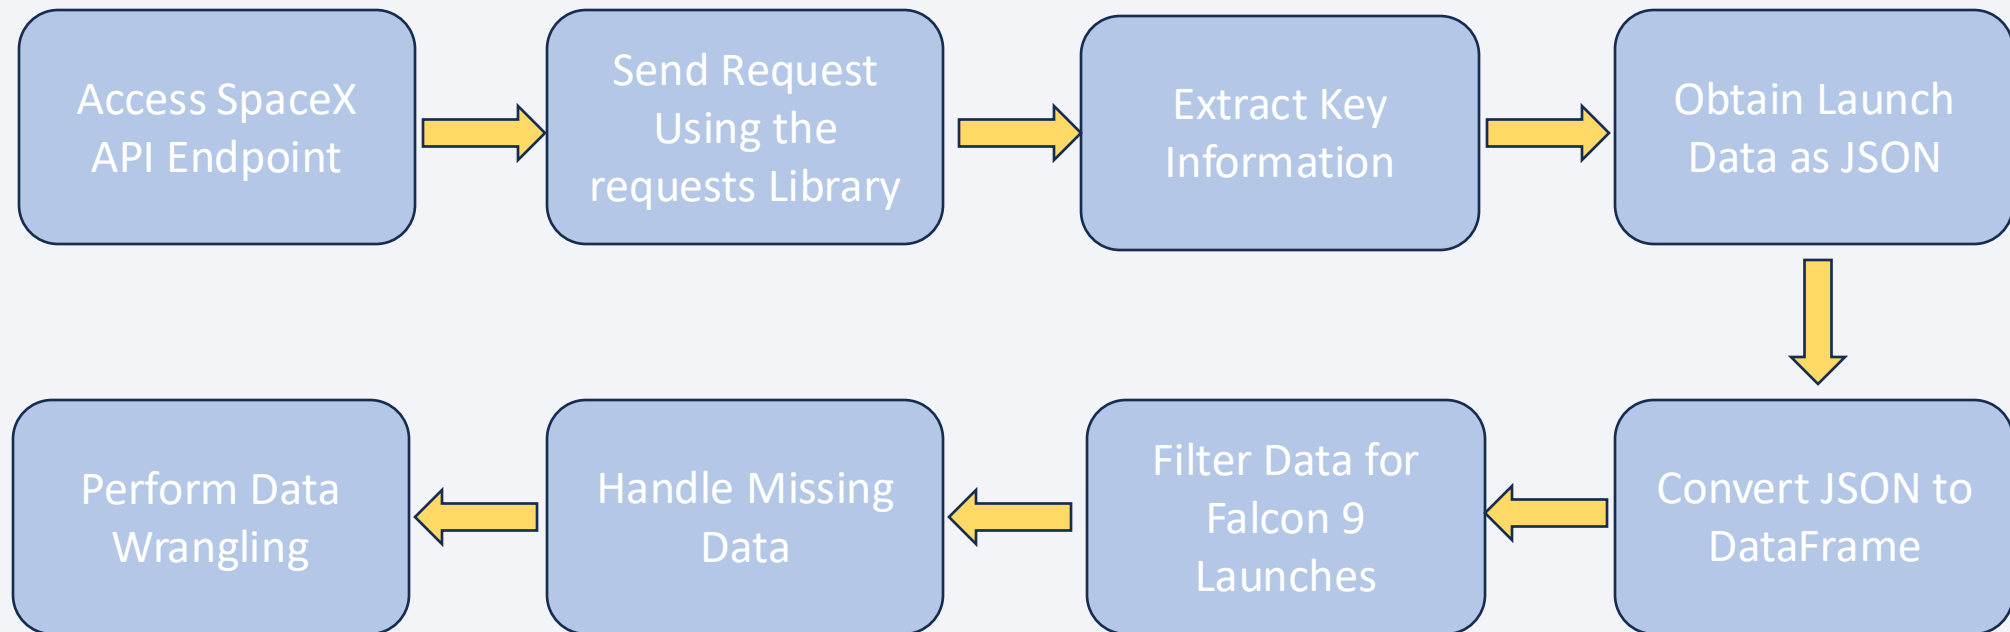 Access SpaceX
API Endpoint
Send Request
Using the
requests Library
Extract Key
Information
Obtain Launch
Data as JSON
Convert JSON to
DataFrame
Filter Data for
Falcon 9
Launches
Handle Missing
Data
Perform Data
Wrangling